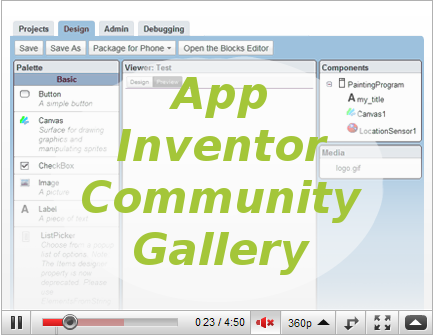 Projects Design Admin Debugging
Save Save As Package for Phone Open the Blocks Editor
Palette Viewer: Test Components
Basic
Design Preview
Button
A simple button
Canvas
Surface for drawing
graphics and
manipulating sprites
CheckBox
Image
A picture
Label
A piece of text
ListPicker
Choose from a popup
list of options. Note:
The Items designer
property is now
deprecated. Please use
PaintingProgram
my_title
Canvas1
LocationSensor1
Media
logo.gif
App
Inventor
Community
Gallery
0:23 / 4:50 360p